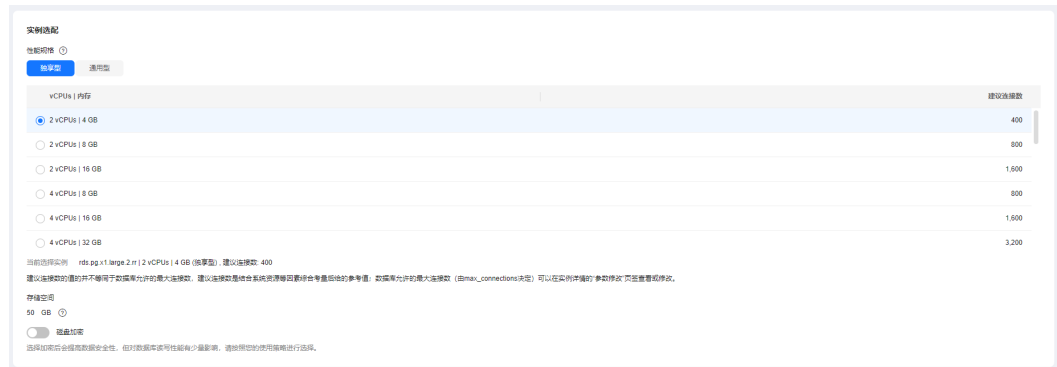 实例选配
性能规格 ?
独享型 通用型
vCPUs | 内存 建议连接数
2 vCPUs | 4 GB 400
2 vCPUs | 8 GB 800
2 vCPUs | 16 GB 1,600
4 vCPUs | 8 GB 800
4 vCPUs | 16 GB 1,600
4 vCPUs | 32 GB 3,200
当前选择实例 rds.pg.x1.large.2.rr | 2 vCPUs | 4 GB (独享型) , 建议连接数: 400
建议连接数的值的并不等同于数据库允许的最大连接数，建议连接数是结合系统资源等因素综合考量后给的参考值；数据库允许的最大连接数（由max_connections决定）可以在实例详情的“参数修改”页签查看或修改。
存储空间
50 GB ?
磁盘加密
选择加密后会提高数据安全性，但对数据库读写性能有少量影响，请按照您的使用策略进行选择。